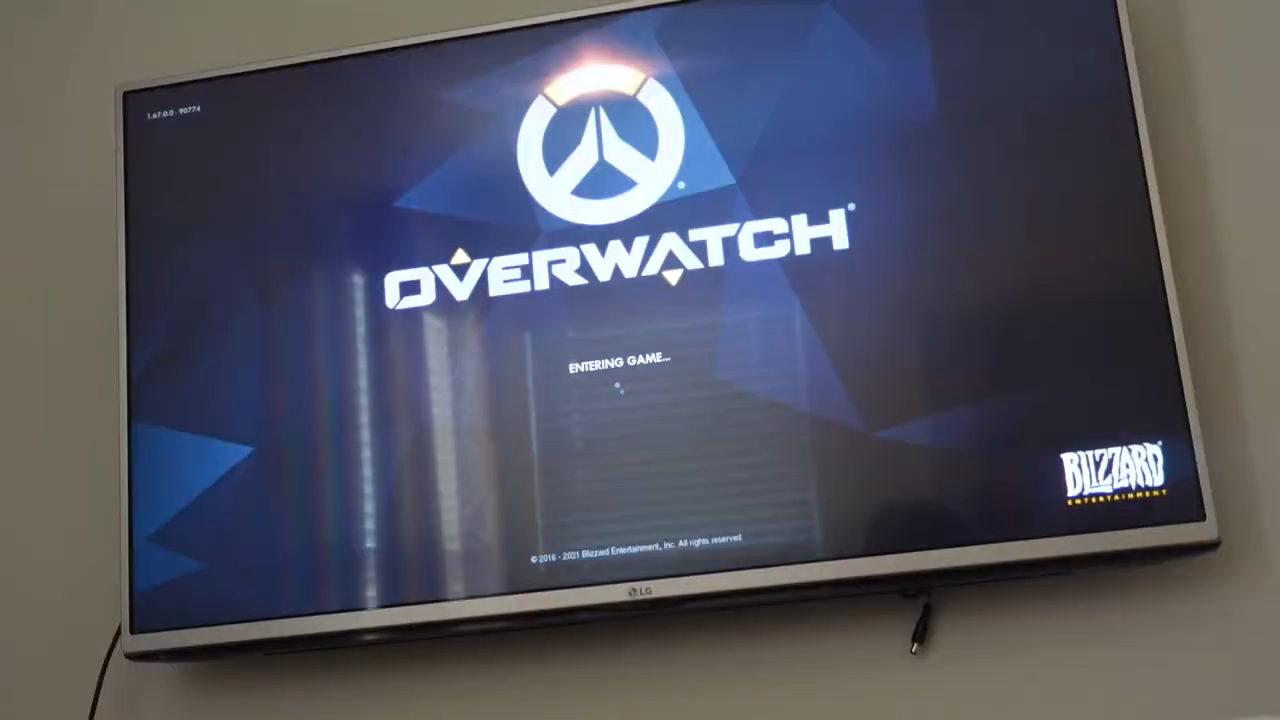 1.67.0.0 - 90774
OVERWATCH
ENTERING GAME...
BLIZZARD
ENTERTAINMENT
© 2016 - 2021 Blizzard Entertainment, Inc. All rights reserved
LG